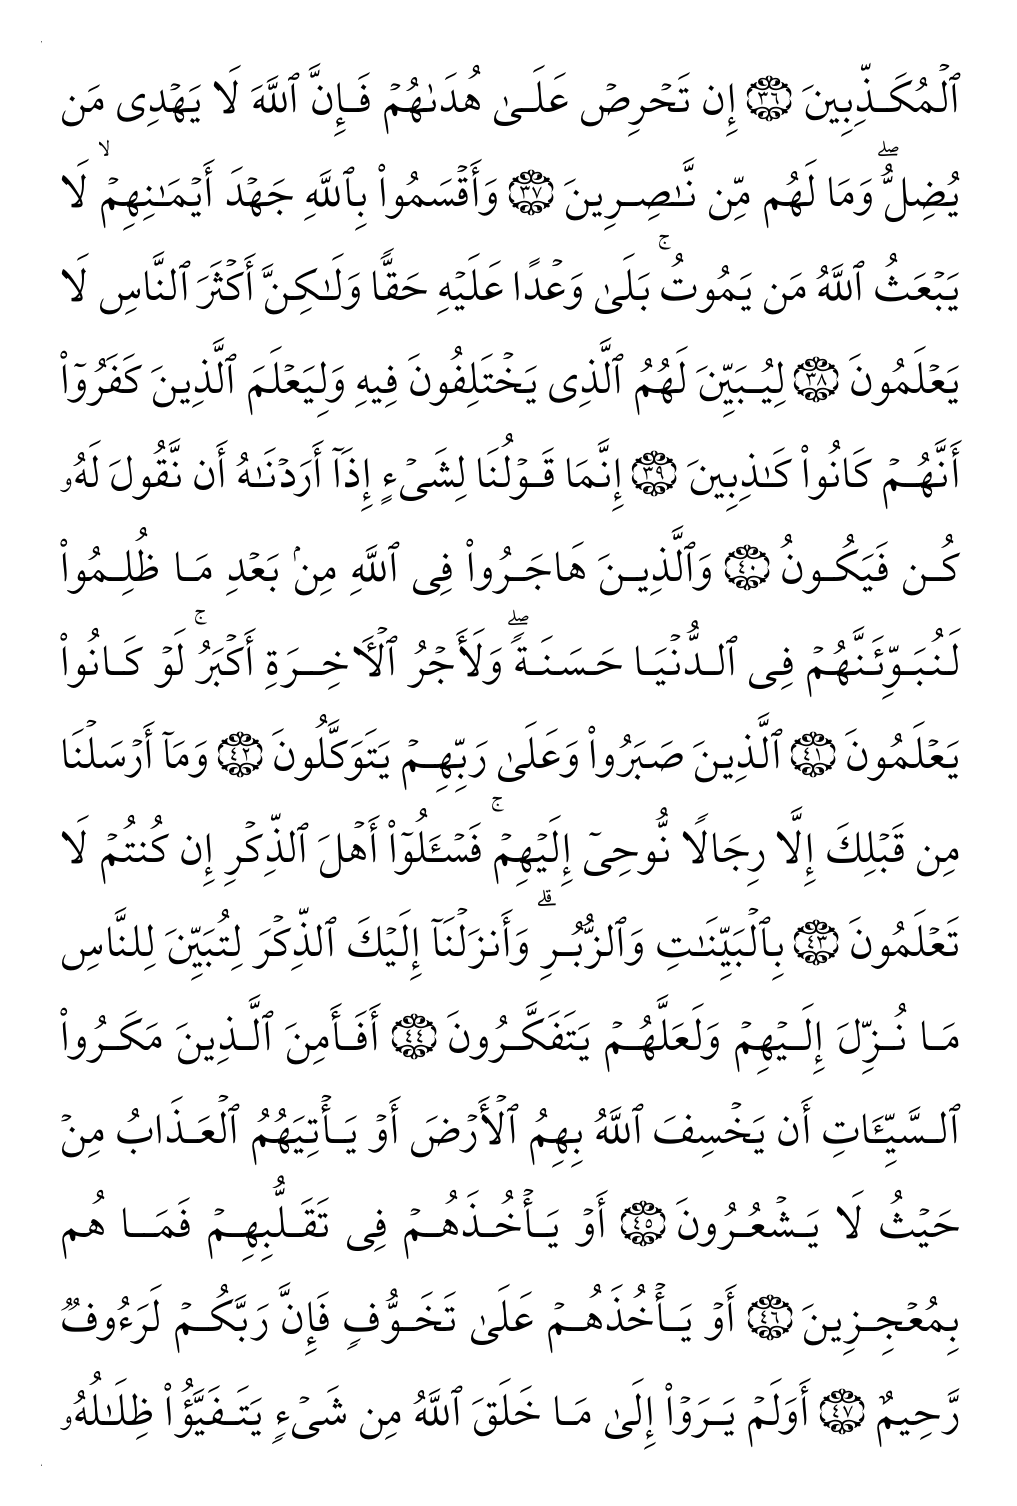 ٱلۡمُكَذِّبِينَ ٣٦ إِن تَحۡرِصۡ عَلَىٰ هُدَىٰهُمۡ فَإِنَّ ٱللَّهَ لَا يَهۡدِي مَن
يُضِلُّۖ وَمَا لَهُم مِّن نَّـٰصِرِينَ ٣٧ وَأَقۡسَمُواْ بِٱللَّهِ جَهۡدَ أَيۡمَـٰنِهِمۡۙ لَا
يَبۡعَثُ ٱللَّهُ مَن يَمُوتُۚ بَلَىٰ وَعۡدًا عَلَيۡهِ حَقًّا وَلَـٰكِنَّ أَكۡثَرَ ٱلنَّاسِ لَا
يَعۡلَمُونَ ٣٨ لِيُبَيِّنَ لَهُمُ ٱلَّذِي يَخۡتَلِفُونَ فِيهِ وَلِيَعۡلَمَ ٱلَّذِينَ كَفَرُوٓاْ
أَنَّهُمۡ كَانُواْ كَـٰذِبِينَ ٣٩ إِنَّمَا قَوۡلُنَا لِشَيۡءٍ إِذَآ أَرَدۡنَـٰهُ أَن نَّقُولَ لَهُۥ
كُن فَيَكُونُ ٤٠ وَٱلَّذِينَ هَاجَرُواْ فِي ٱللَّهِ مِنۢ بَعۡدِ مَا ظُلِمُواْ
لَنُبَوِّئَنَّهُمۡ فِي ٱلدُّنۡيَا حَسَنَةٗۖ وَلَأَجۡرُ ٱلۡأٓخِرَةِ أَكۡبَرُۚ لَوۡ كَانُواْ
يَعۡلَمُونَ ٤١ ٱلَّذِينَ صَبَرُواْ وَعَلَىٰ رَبِّهِمۡ يَتَوَكَّلُونَ ٤٢ وَمَآ أَرۡسَلۡنَا
مِن قَبۡلِكَ إِلَّا رِجَالٗا نُّوحِيٓ إِلَيۡهِمۡۚ فَسۡـَٔلُوٓاْ أَهۡلَ ٱلذِّكۡرِ إِن كُنتُمۡ لَا
تَعۡلَمُونَ ٤٣ بِٱلۡبَيِّنَـٰتِ وَٱلزُّبُرِۗ وَأَنزَلۡنَآ إِلَيۡكَ ٱلذِّكۡرَ لِتُبَيِّنَ لِلنَّاسِ
مَا نُزِّلَ إِلَيۡهِمۡ وَلَعَلَّهُمۡ يَتَفَكَّرُونَ ٤٤ أَفَأَمِنَ ٱلَّذِينَ مَكَرُواْ
ٱلسَّيِّـَٔاتِ أَن يَخۡسِفَ ٱللَّهُ بِهِمُ ٱلۡأَرۡضَ أَوۡ يَأۡتِيَهُمُ ٱلۡعَذَابُ مِنۡ
حَيۡثُ لَا يَشۡعُرُونَ ٤٥ أَوۡ يَأۡخُذَهُمۡ فِي تَقَلُّبِهِمۡ فَمَا هُم
بِمُعۡجِزِينَ ٤٦ أَوۡ يَأۡخُذَهُمۡ عَلَىٰ تَخَوُّفٖ فَإِنَّ رَبَّكُمۡ لَرَءُوفٞ
رَّحِيمٌ ٤٧ أَوَلَمۡ يَرَوۡاْ إِلَىٰ مَا خَلَقَ ٱللَّهُ مِن شَيۡءٖ يَتَفَيَّؤُاْ ظِلَـٰلُهُۥ